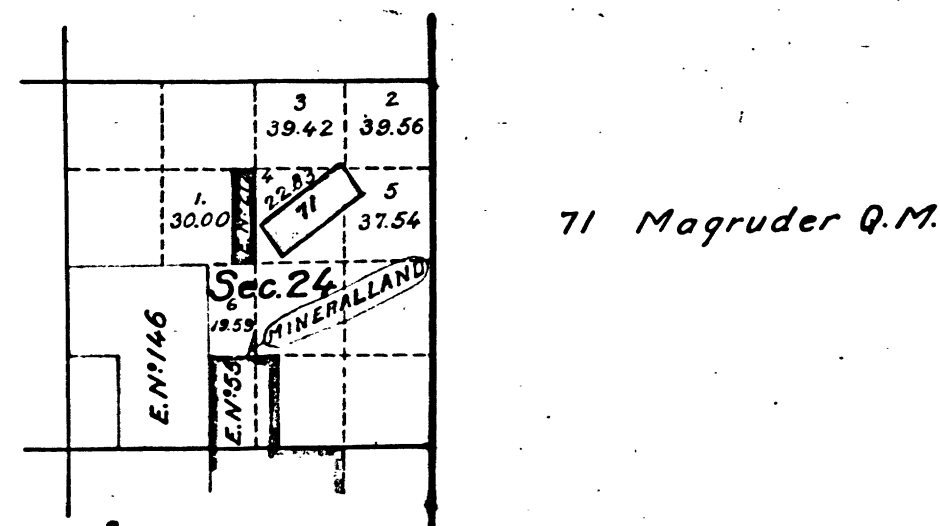 3
39.42
2
39.56
1.
30.00
4
22.83
71
5
37.54
71 Magruder Q.M.
Sec. 24
6
19.59
MINERAL LAND
E. Nº 146
E. Nº 55